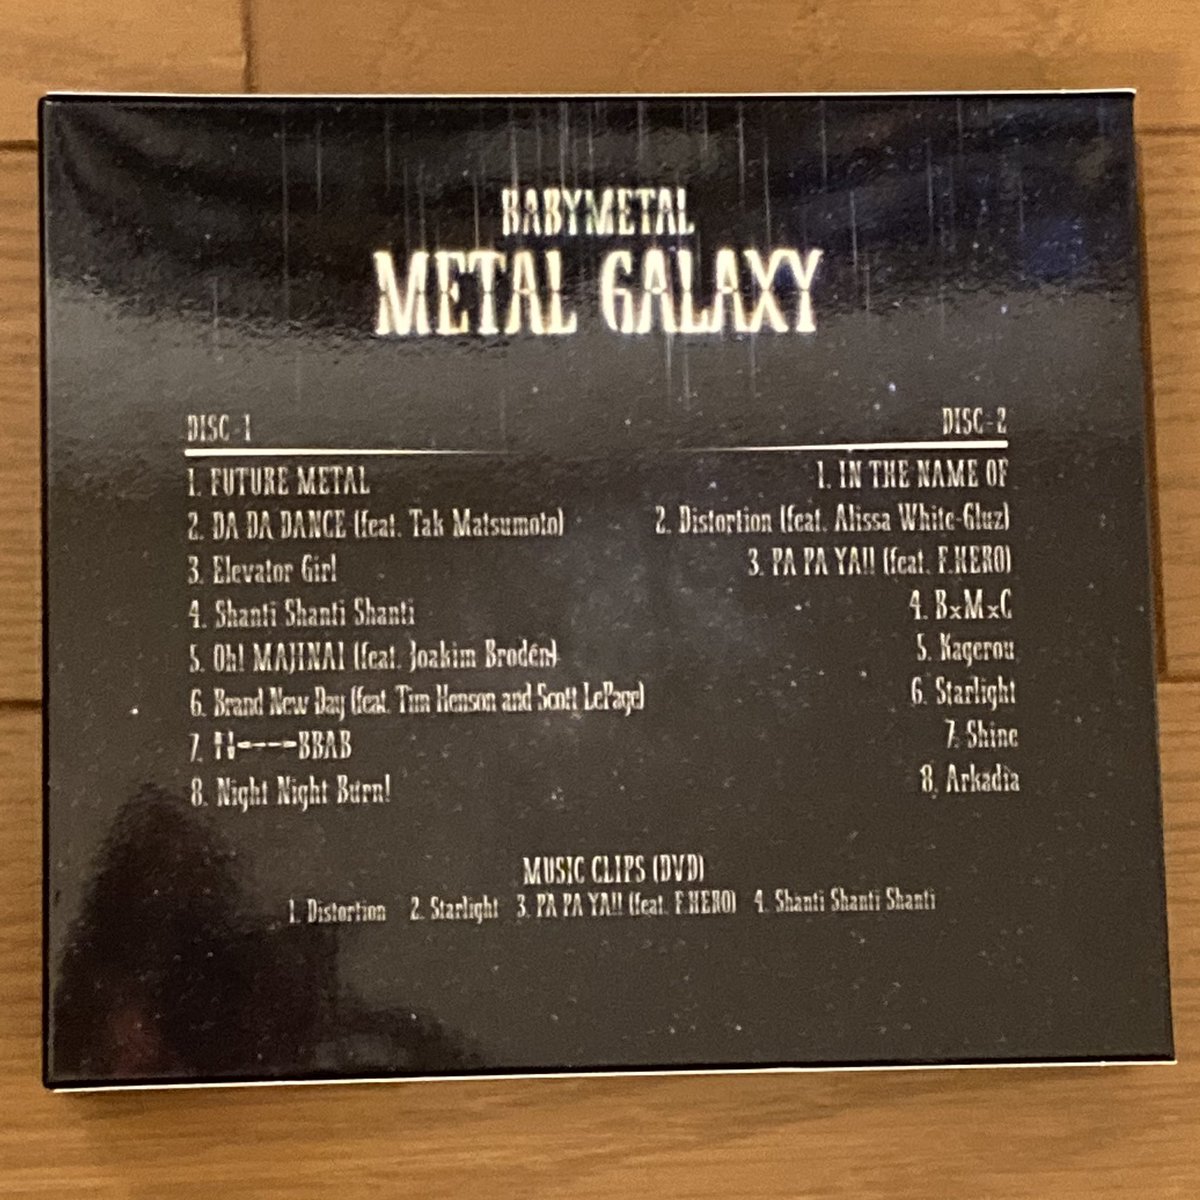 BABYMETAL
METAL GALAXY
DISC-1
1. FUTURE METAL
2. DA DA DANCE (feat. Tak Matsumoto)
3. Elevator Girl
4. Shanti Shanti Shanti
5. Oh! MAJINAI (feat. Joakim Brodén)
6. Brand New Day (feat. Tim Henson and Scott LePage)
7. ↑↓←→←→BBAB
8. Night Night Burn!
DISC-2
1. IN THE NAME OF
2. Distortion (feat. Alissa White-Gluz)
3. PA PA YA!! (feat. F.HERO)
4. B×M×C
5. Kagerou
6. Starlight
7. Shine
8. Arkadia
MUSIC CLIPS (DVD)
1. Distortion 2. Starlight 3. PA PA YA!! (feat. F.HERO) 4. Shanti Shanti Shanti